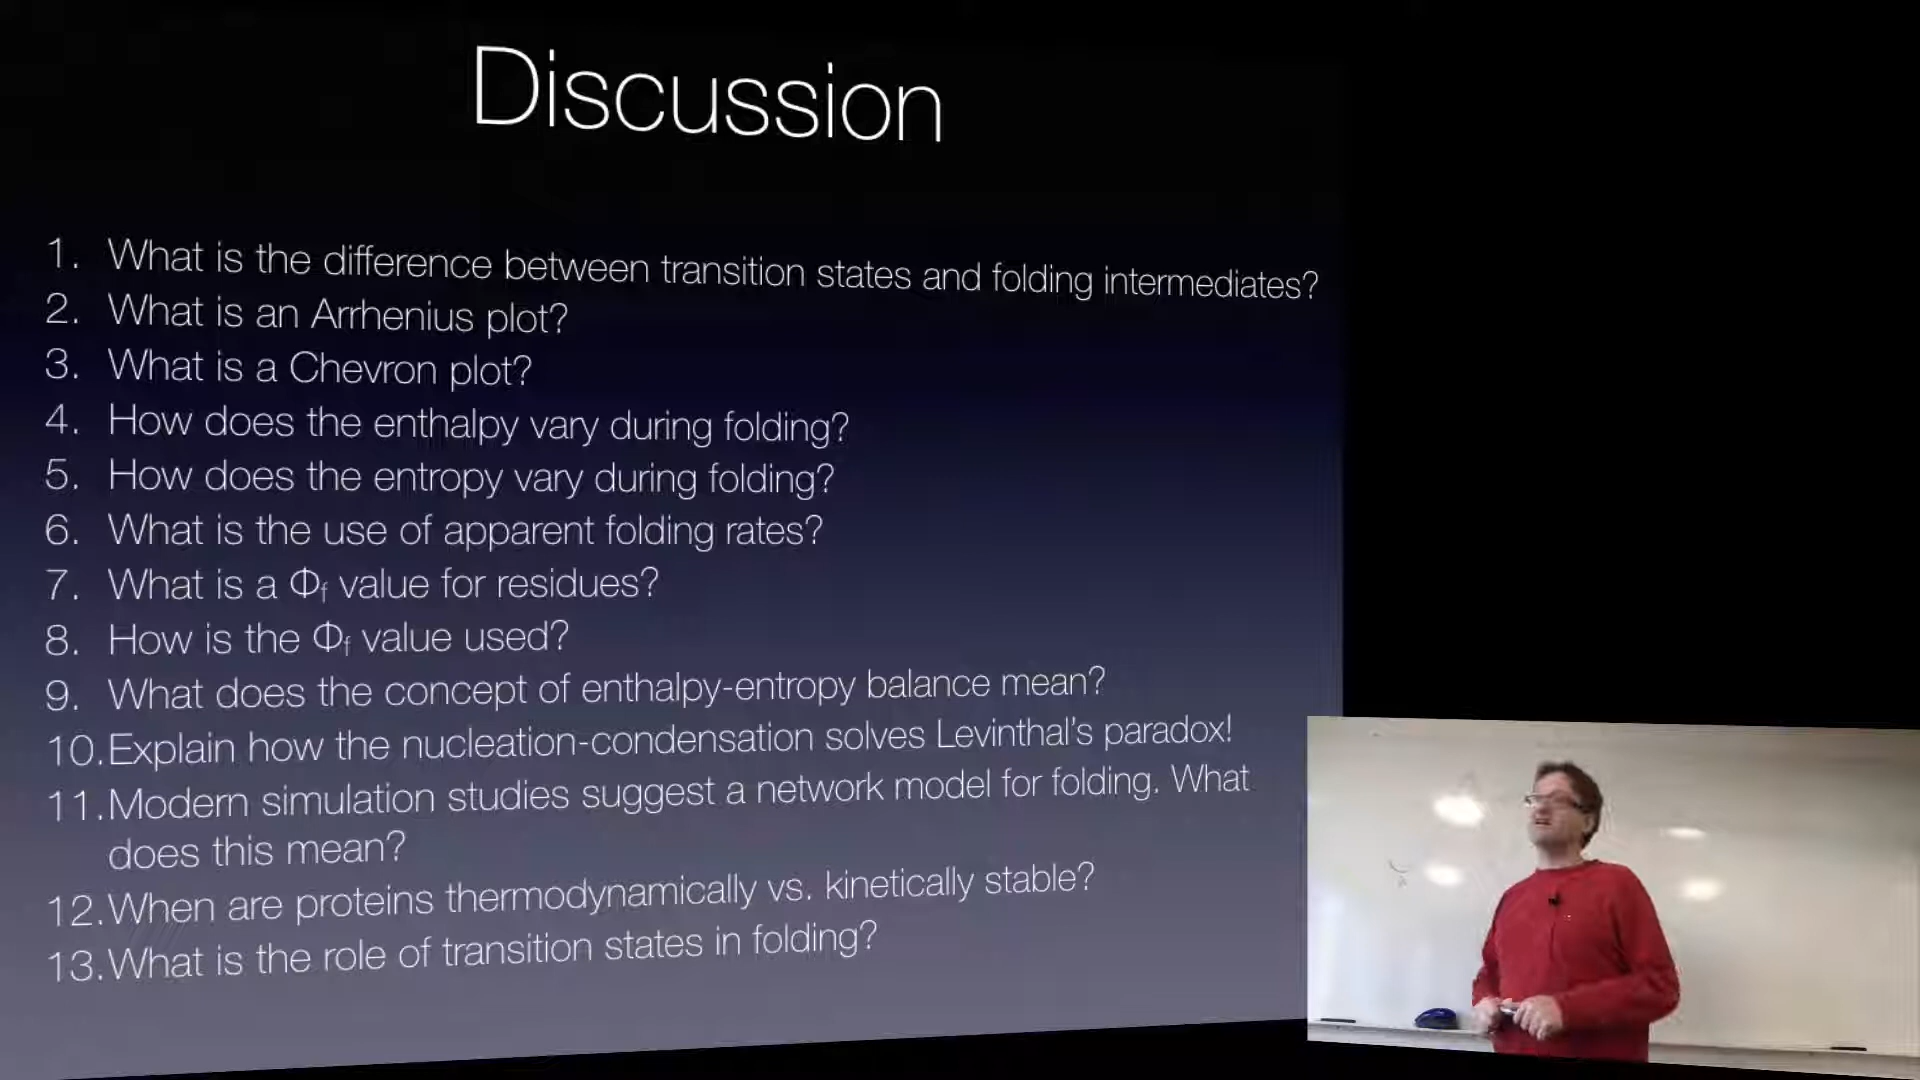 Discussion
1. What is the difference between transition states and folding intermediates?
2. What is an Arrhenius plot?
3. What is a Chevron plot?
4. How does the enthalpy vary during folding?
5. How does the entropy vary during folding?
6. What is the use of apparent folding rates?
7. What is a Φf value for residues?
8. How is the Φf value used?
9. What does the concept of enthalpy-entropy balance mean?
10. Explain how the nucleation-condensation solves Levinthal's paradox!
11. Modern simulation studies suggest a network model for folding. What
does this mean?
12. When are proteins thermodynamically vs. kinetically stable?
13. What is the role of transition states in folding?